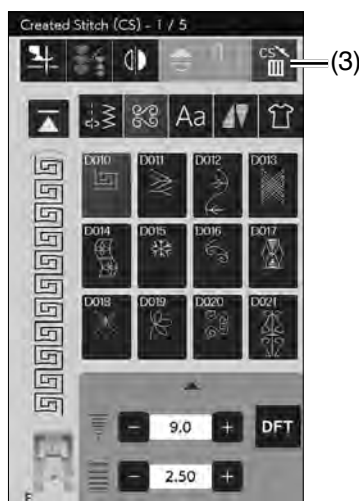 Created Stitch (CS) - 1 / 5
CS
(3)
Aa
D010 D011 D012 D013
D014 D015 D016 D017
D018 D019 D020 D021
- 9.0 + DFT
- 2.50 +
F